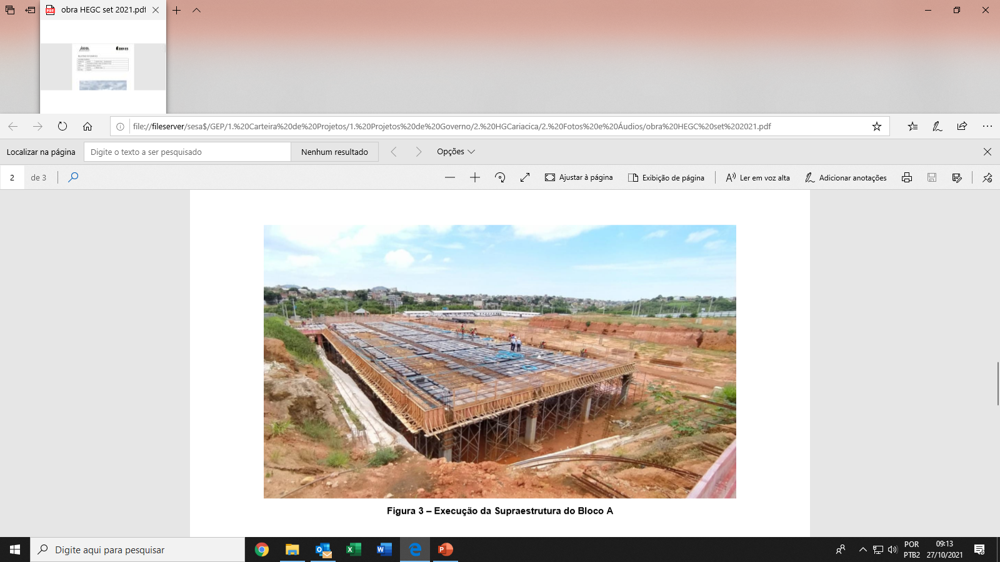 obra HEGC set 2021.pdf
file://fileserver/sesa$/GEP/1.%20Carteira%20de%20Projetos/1.%20Projetos%20de%20Governo/2.%20HGCariacica/2.%20Fotos%20e%20Áudios/obra%20HEGC%20set%202021.pdf
Localizar na página
Digite o texto a ser pesquisado
Nenhum resultado
Opções
2
de 3
Ajustar à página
Exibição de página
Ler em voz alta
Adicionar anotações
Figura 3 – Execução da Supraestrutura do Bloco A
Digite aqui para pesquisar
POR
PTB2
09:13
27/10/2021